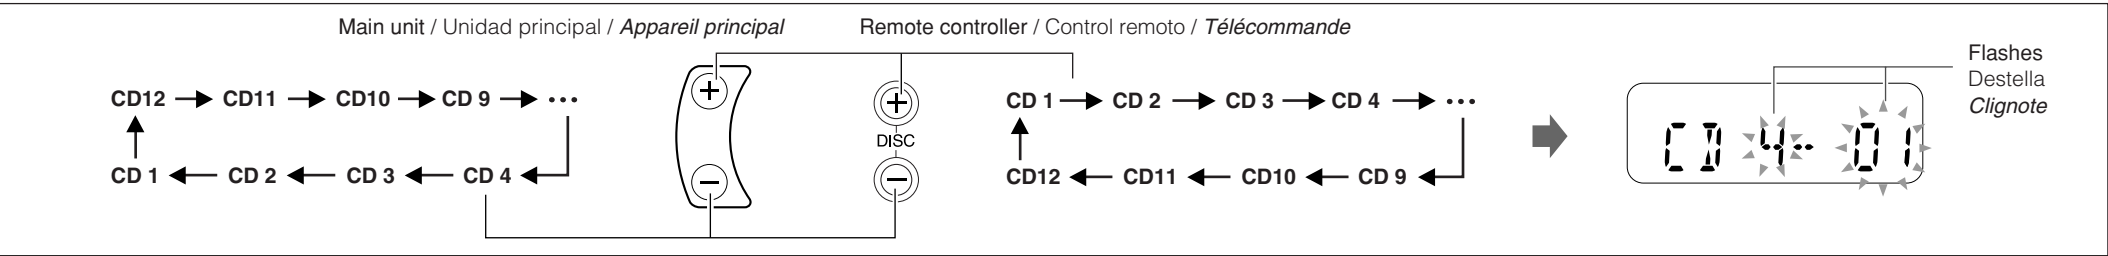 Main unit / Unidad principal / Appareil principal
Remote controller / Control remoto / Télécommande
CD12 → CD11 → CD10 → CD 9 → •••
CD 1 ← CD 2 ← CD 3 ← CD 4
+
−
+
DISC
−
CD 1 → CD 2 → CD 3 → CD 4 → •••
CD12 ← CD11 ← CD10 ← CD 9
CD 4- 01
Flashes
Destella
Clignote